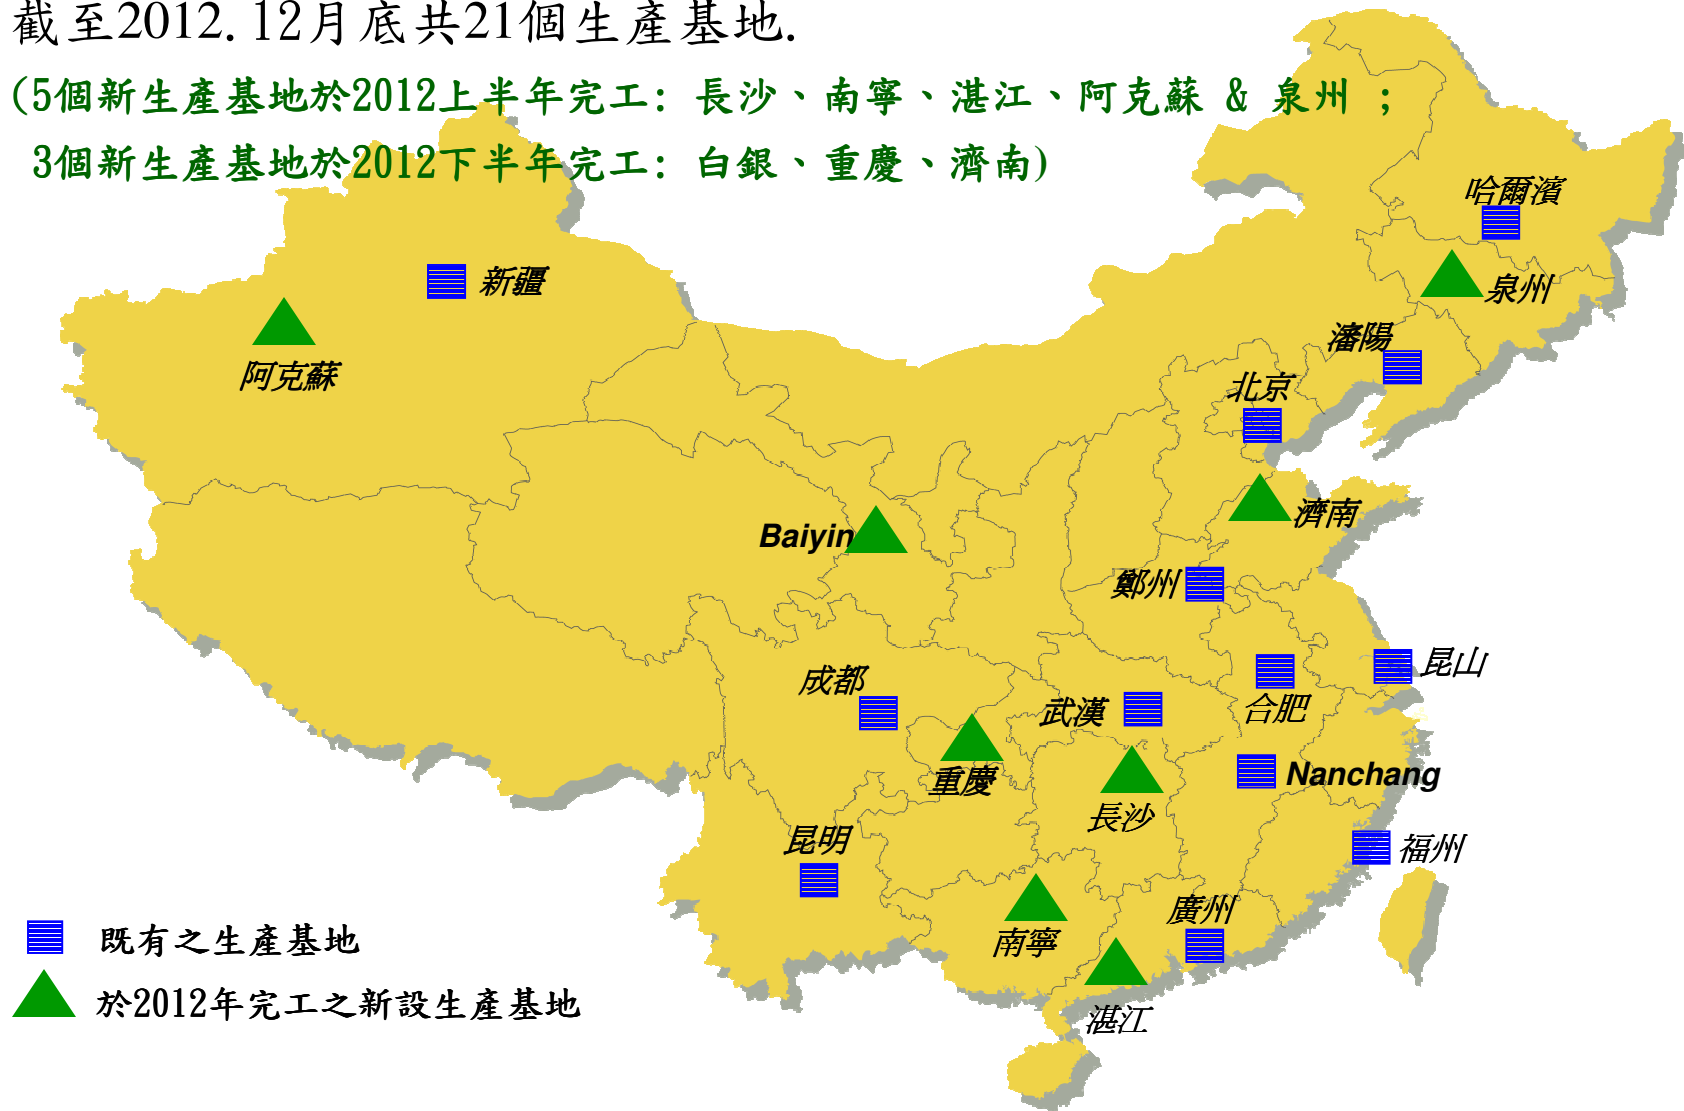 截至2012.12月底共21個生產基地.
(5個新生產基地於2012上半年完工: 長沙、南寧、湛江、阿克蘇 & 泉州 ;
3個新生產基地於2012下半年完工: 白銀、重慶、濟南)
哈爾濱
新疆
泉州
瀋陽
阿克蘇
北京
濟南
Baiyin
鄭州
昆山
成都
合肥
武漢
Nanchang
重慶
長沙
昆明
福州
廣州
南寧
既有之生產基地
於2012年完工之新設生產基地
湛江